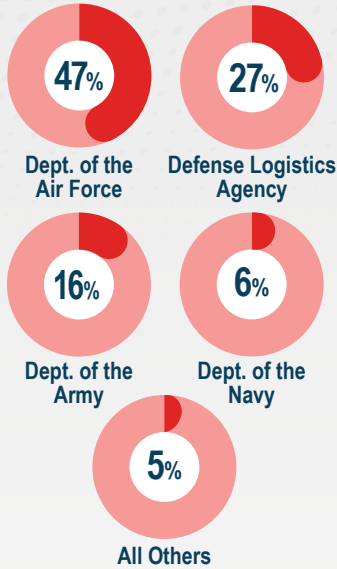 47%
Dept. of the
Air Force
27%
Defense Logistics
Agency
16%
Dept. of the
Army
6%
Dept. of the
Navy
5%
All Others